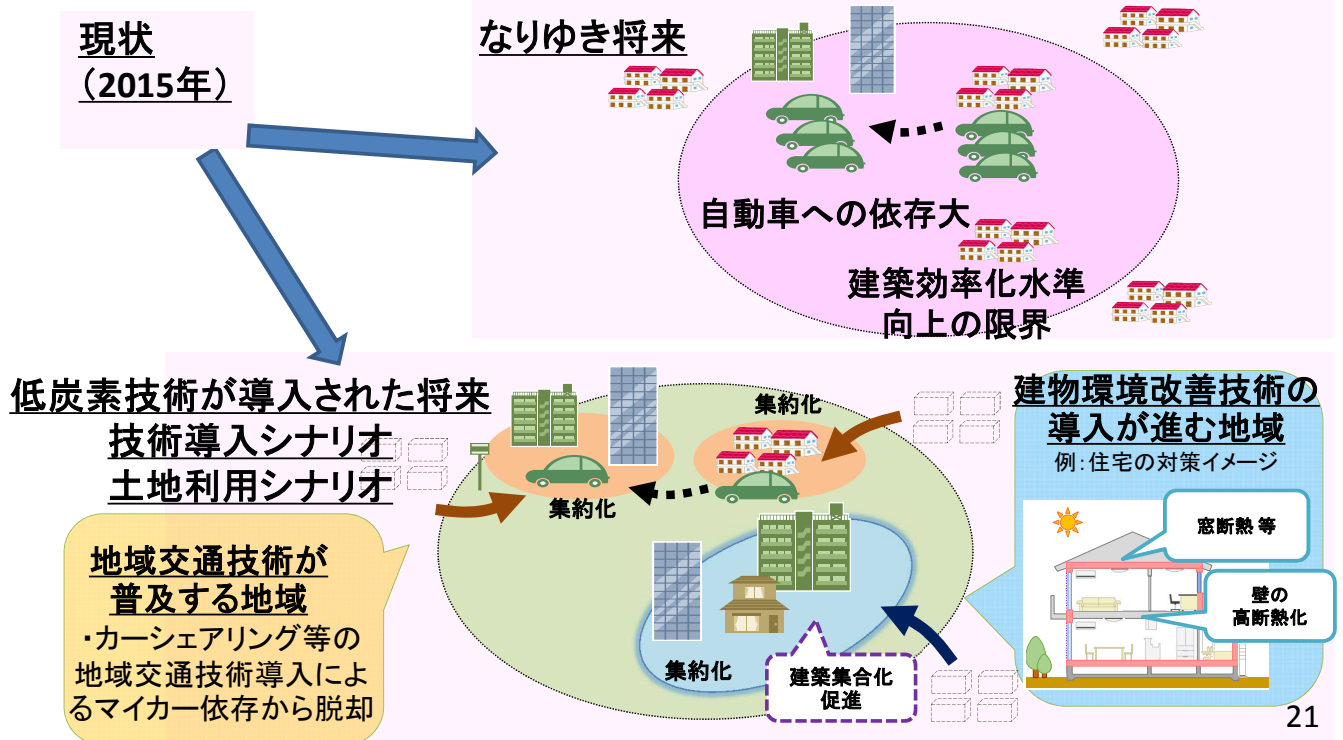 現状
（2015年）
なりゆき将来
自動車への依存大
建築効率化水準
向上の限界
低炭素技術が導入された将来
技術導入シナリオ
土地利用シナリオ
集約化
集約化
地域交通技術が
普及する地域
・カーシェアリング等の
地域交通技術導入によ
るマイカー依存から脱却
集約化
建築集合化
促進
建物環境改善技術の
導入が進む地域
例：住宅の対策イメージ
窓断熱 等
壁の
高断熱化
21